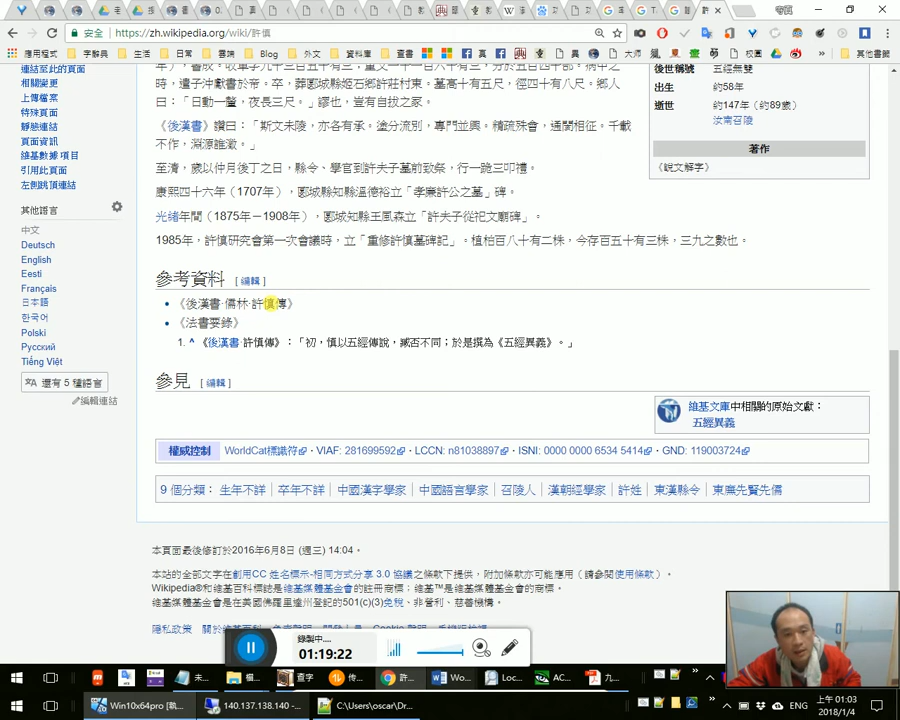 安全 https://zh.wikipedia.org/wiki/許慎
應用程式 字辭典 生活 日常 雲端 Blog 外文 資料庫 查書
大師 校園 其他書籤
連結至此的頁面
相關變更
上傳檔案
特殊頁面
靜態連結
頁面資訊
維基數據項目
引用此頁面
左側跳頂連結
其他語言
中文
Deutsch
English
Eesti
Français
日本語
한국어
Polski
Русский
Tiếng Việt
還有 5 種語言
編輯連結
時，遣子沖獻書於帝。卒，葬郾城縣姬石鄉許莊村東。墓高十有五尺，徑四十有八尺。鄉人
曰：「日動一螯，夜長三尺。」繆也，豈有自找之冢。
《後漢書》讚曰：「斯文未陵，亦各有承。塗分流別，專門並興。精疏殊會，通閡相征。千載
不作，淵源誰澂。」
至清，歲以仲月後丁之日，縣令、學官到許夫子墓前致祭，行一跪三叩禮。
康熙四十六年（1707年），郾城縣知縣溫德裕立「孝廉許公之墓」碑。
光緒年間（1875年－1908年），郾城知縣王鳳森立「許夫子從祀文廟碑」。
1985年，許慎研究會第一次會議時，立「重修許慎墓碑記」。植柏百八十有二株，今存百五十有三株，三九之數也。
後世稱號 五經無雙
出生 約58年
逝世 約147年（約89歲）
汝南召陵
著作
《說文解字》
參考資料 [編輯]
《後漢書·儒林·許慎傳》
《法書要錄》
1. ^ 《後漢書·許慎傳》：「初，慎以五經傳說，臧否不同；於是撰為《五經異義》。」
參見 [編輯]
維基文庫中相關的原始文獻：
五經異義
權威控制 WorldCat標識符 · VIAF: 281699592 · LCCN: n81038897 · ISNI: 0000 0000 6534 5414 · GND: 119003724
9 個分類： 生年不詳 | 卒年不詳 | 中國漢字學家 | 中國語言學家 | 召陵人 | 漢朝經學家 | 許姓 | 東漢縣令 | 東廡先賢先儒
本頁面最後修訂於2016年6月8日 (週三) 14:04。
本站的全部文字在創用CC 姓名標示-相同方式分享 3.0 協議之條款下提供，附加條款亦可能應用（請參閱使用條款）。
Wikipedia®和維基百科標誌是維基媒體基金會的註冊商標；維基™是維基媒體基金會的商標。
維基媒體基金會是在美國佛羅里達州登記的501(c)(3)免稅、非營利、慈善機構。
隱私政策
錄製中....
01:19:22
未... 檔... 查字 傳... 許... Wo... Loc... AC... 九...
Win10x64pro [執... 140.137.138.140 -... C:\Users\oscar\Dr...
上午 01:03
2018/1/4